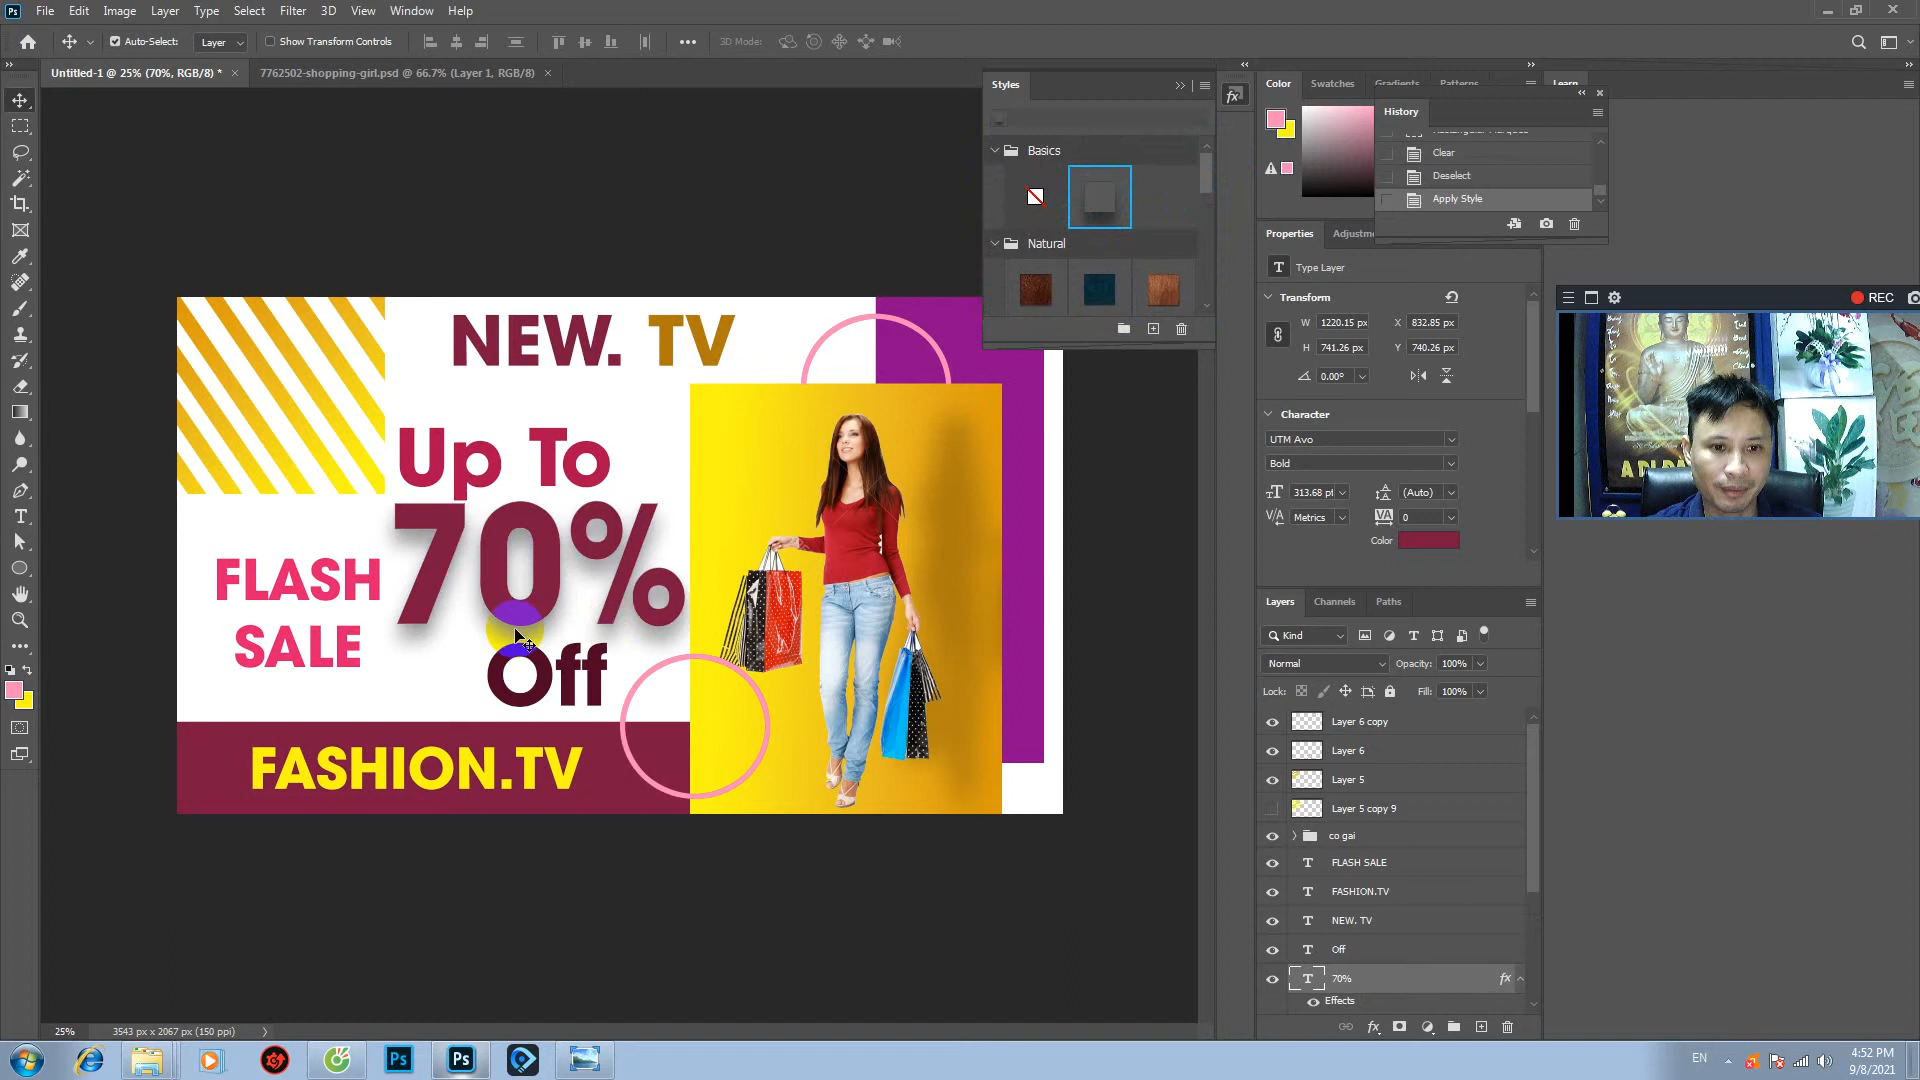 File Edit Image Layer Type Select Filter 3D View Window Help
Auto-Select: Layer Show Transform Controls 3D Mode:
Untitled-1 @ 25% (70%, RGB/8) * 7762502-shopping-girl.psd @ 66.7% (Layer 1, RGB/8)
Styles
Basics
Natural
Color Swatches Gradients Patterns Learn
History
Clear
Deselect
Apply Style
Properties
Type Layer
Transform
W 1220.15 px X 832.85 px
H 741.26 px Y 740.26 px
0.00°
Character
UTM Avo
Bold
313.68 pt (Auto)
Metrics 0
Color
REC
NEW. TV
Up To
70%
Off
FLASH
SALE
FASHION.TV
Layers Channels Paths
Kind
Normal Opacity: 100%
Lock: Fill: 100%
Layer 6 copy
Layer 6
Layer 5
Layer 5 copy 9
co gai
FLASH SALE
FASHION.TV
NEW. TV
Off
70% fx
Effects
25% 3543 px x 2067 px (150 ppi)
EN 4:52 PM
9/8/2021